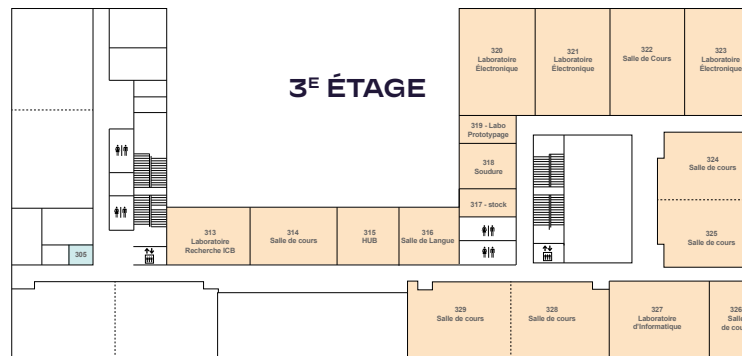 3E ÉTAGE
320
Laboratoire
Électronique
321
Laboratoire
Électronique
322
Salle de Cours
323
Laboratoire
Électronique
319 - Labo
Prototypage
318
Soudure
317 - stock
324
Salle de cours
325
Salle de cours
313
Laboratoire
Recherche ICB
314
Salle de cours
315
HUB
316
Salle de Langue
305
329
Salle de cours
328
Salle de cours
327
Laboratoire
d'Informatique
326
Salle
de cours